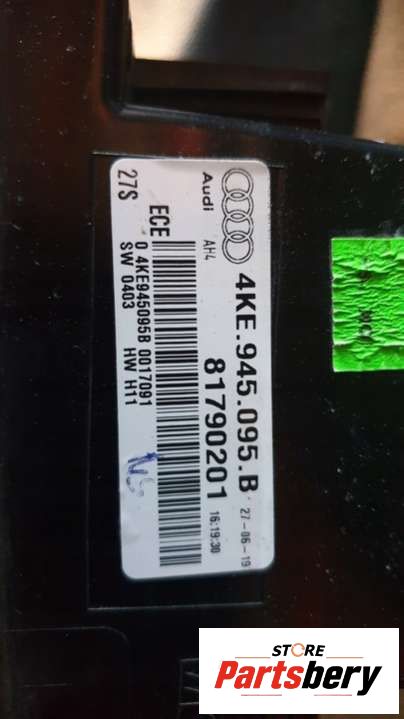 Audi
4KE.945.095.B
AH4
81790201
27-06-19
16:19:30
ECE
27S
0 4KE945095B 0017091
SW 0403
HW H11
STORE
Partsbery